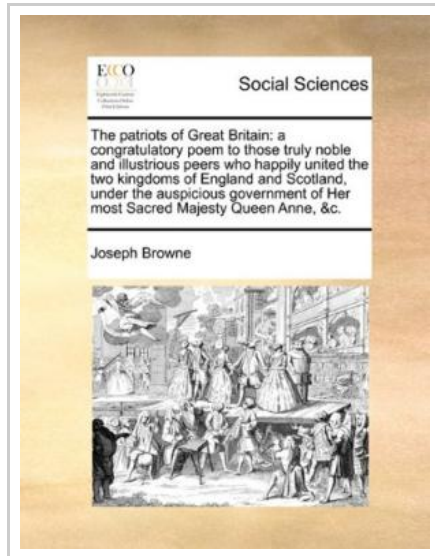 ECCO
Social Sciences
The patriots of Great Britain: a
congratulatory poem to those truly noble
and illustrious peers who happily united the
two kingdoms of England and Scotland,
under the auspicious government of Her
most Sacred Majesty Queen Anne, &c.
Joseph Browne